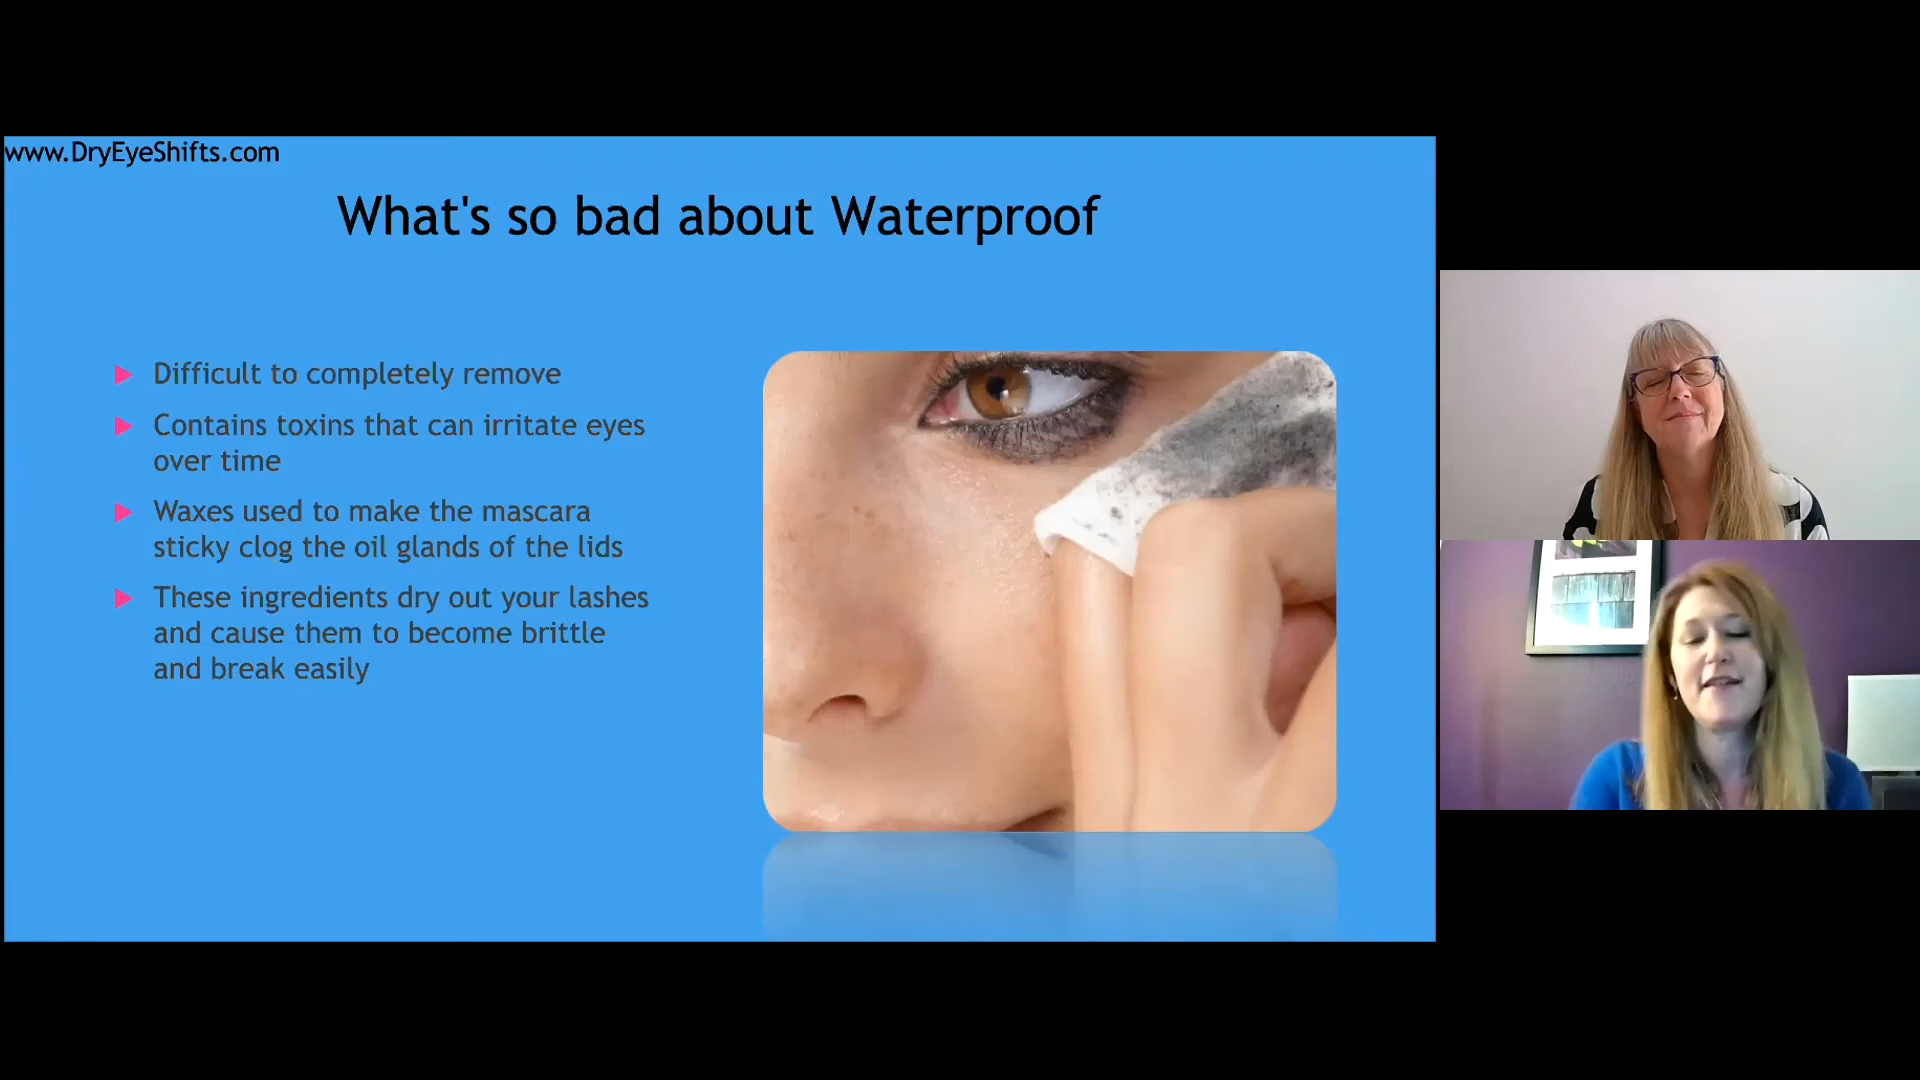 www.DryEyeShifts.com
What's so bad about Waterproof
Difficult to completely remove
Contains toxins that can irritate eyes
over time
Waxes used to make the mascara
sticky clog the oil glands of the lids
These ingredients dry out your lashes
and cause them to become brittle
and break easily